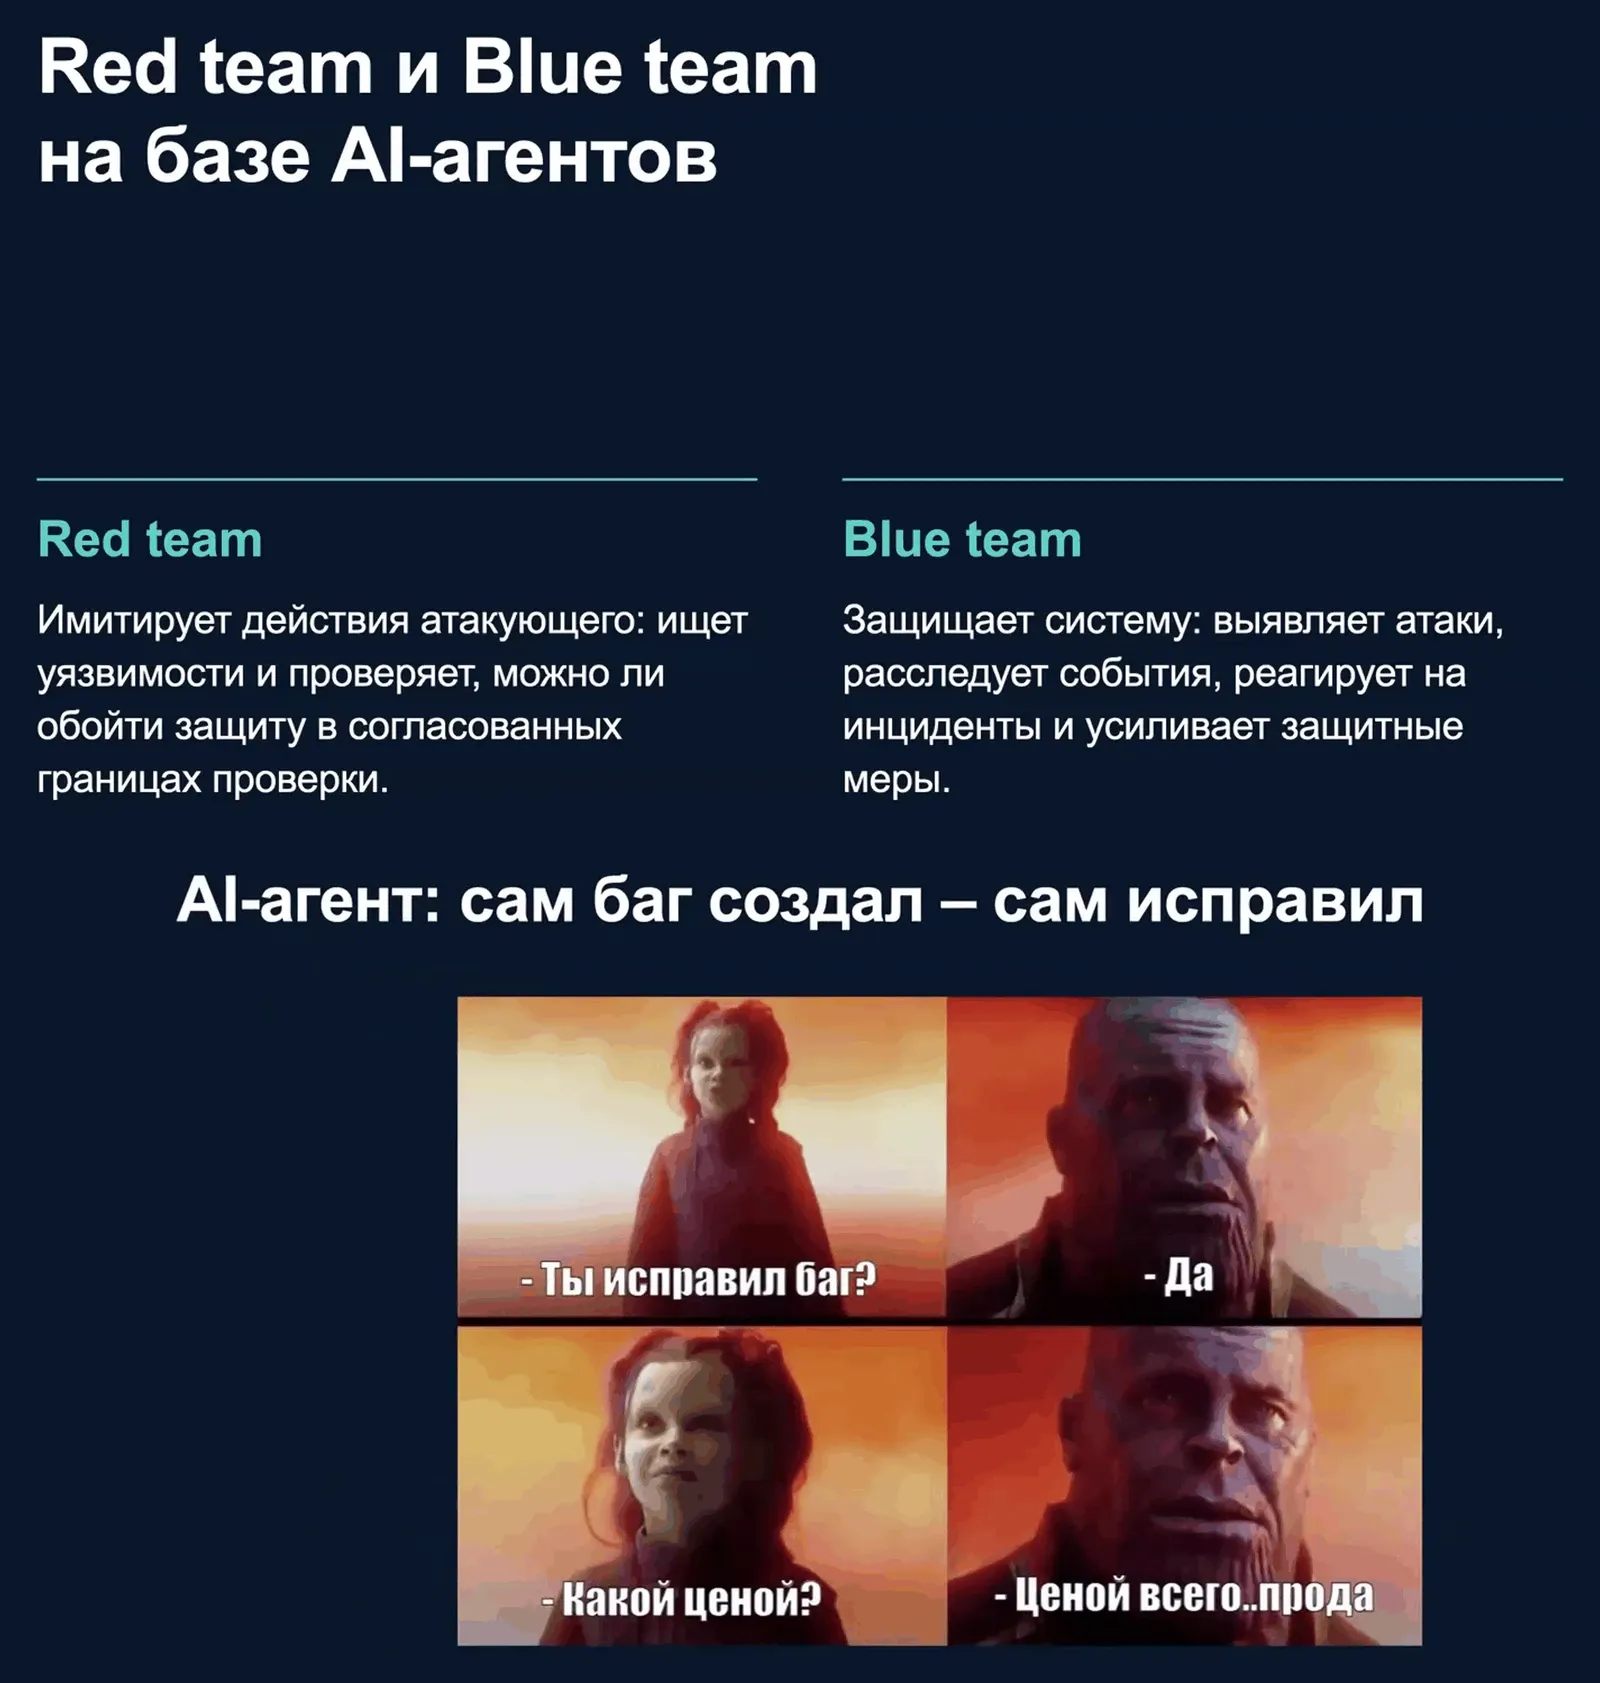 Red team и Blue team
на базе AI-агентов
Red team
Имитирует действия атакующего: ищет
уязвимости и проверяет, можно ли
обойти защиту в согласованных
границах проверки.
Blue team
Защищает систему: выявляет атаки,
расследует события, реагирует на
инциденты и усиливает защитные
меры.
AI-агент: сам баг создал – сам исправил
- Ты исправил баг?
- Да
- Какой ценой?
- Ценой всего..прода